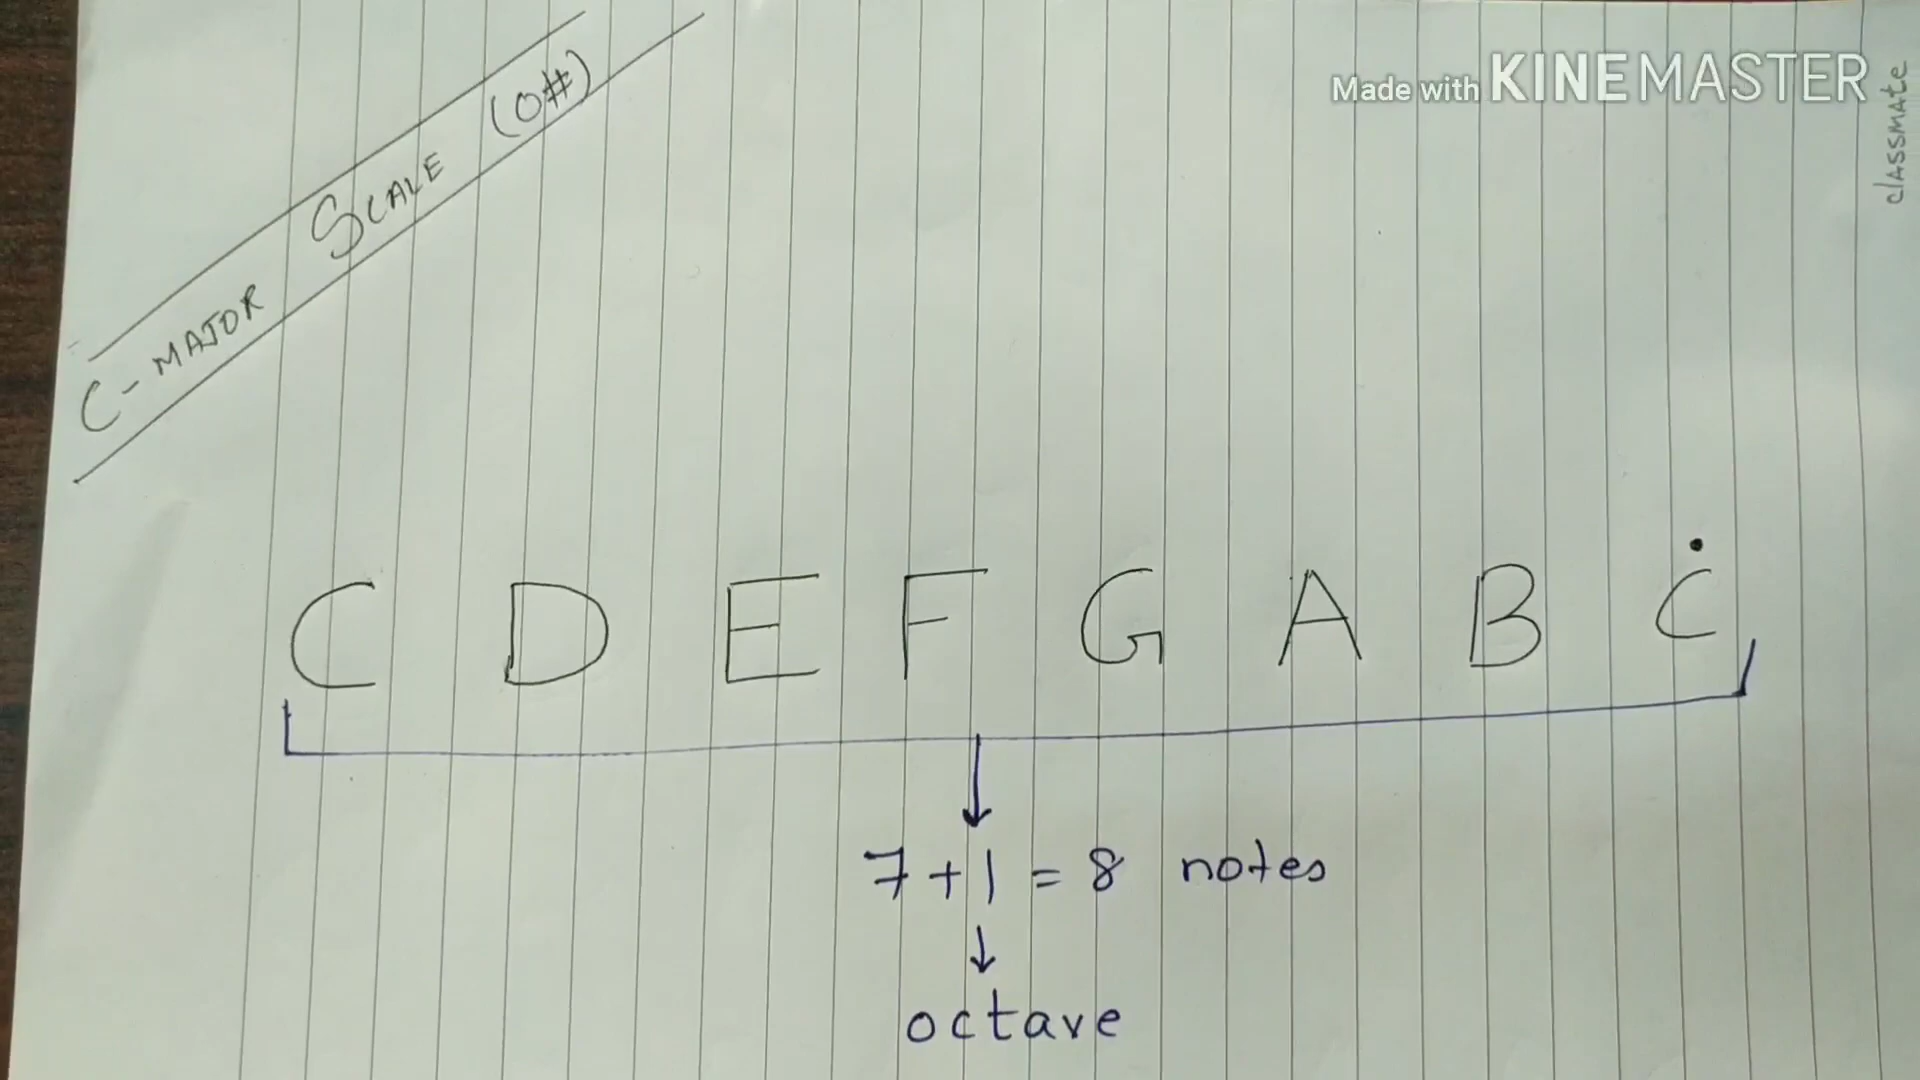 C-MAJOR SCALE (0#)
Made with KINEMASTER
classmate
C D E F G A B Ċ
↓
7 + 1 = 8 notes
↓
octave